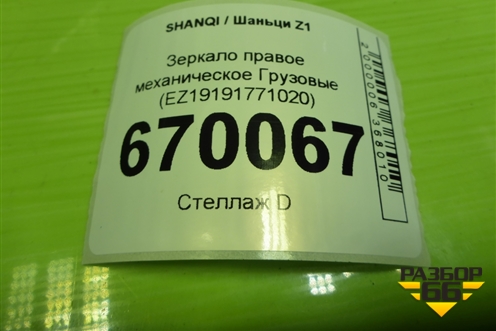 SHANQI / Шаньци Z1
Зеркало правое
механическое Грузовые
(EZ19191771020)
670067
Стеллаж D
2000006368010
РАЗБОР
66